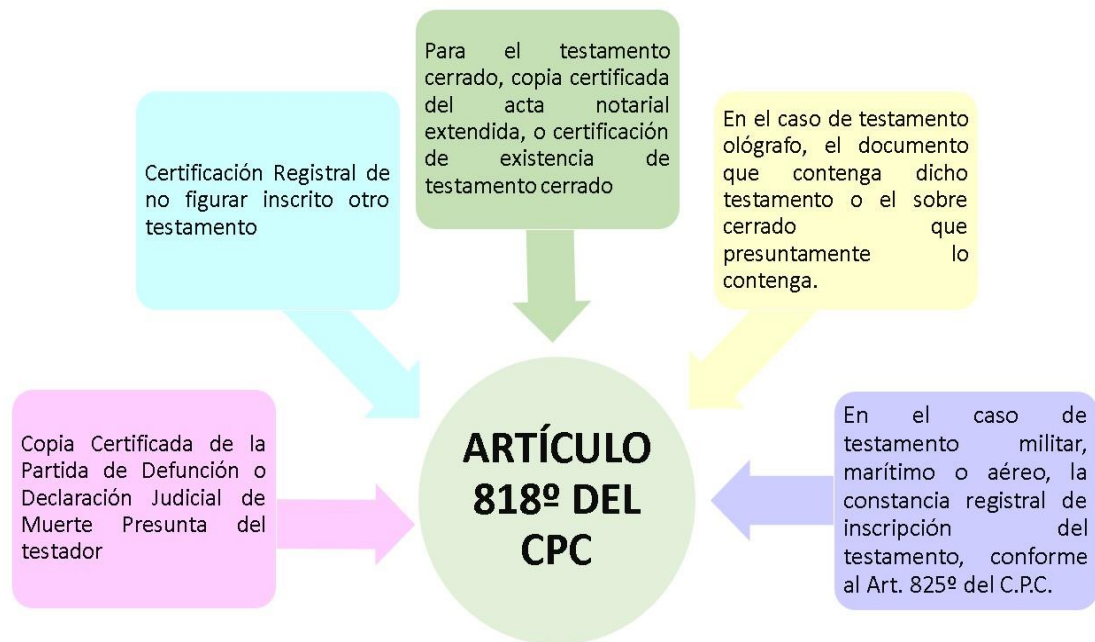 Para el
testamento
cerrado, copia certificada
del acta notarial
extendida, o certificación
de existencia de
testamento cerrado
Certificación Registral de
no figurar inscrito otro
testamento
En el caso de testamento
ológrafo, el documento
que contenga dicho
testamento o el sobre
cerrado que
presuntamente lo
contenga.
Copia Certificada de la
Partida de Defunción o
Declaración Judicial de
Muerte Presunta del
testador
ARTÍCULO
818º DEL
CPC
En el caso de
testamento militar,
marítimo o aéreo, la
constancia registral de
inscripción del
testamento, conforme
al Art. 825º del C.P.C.